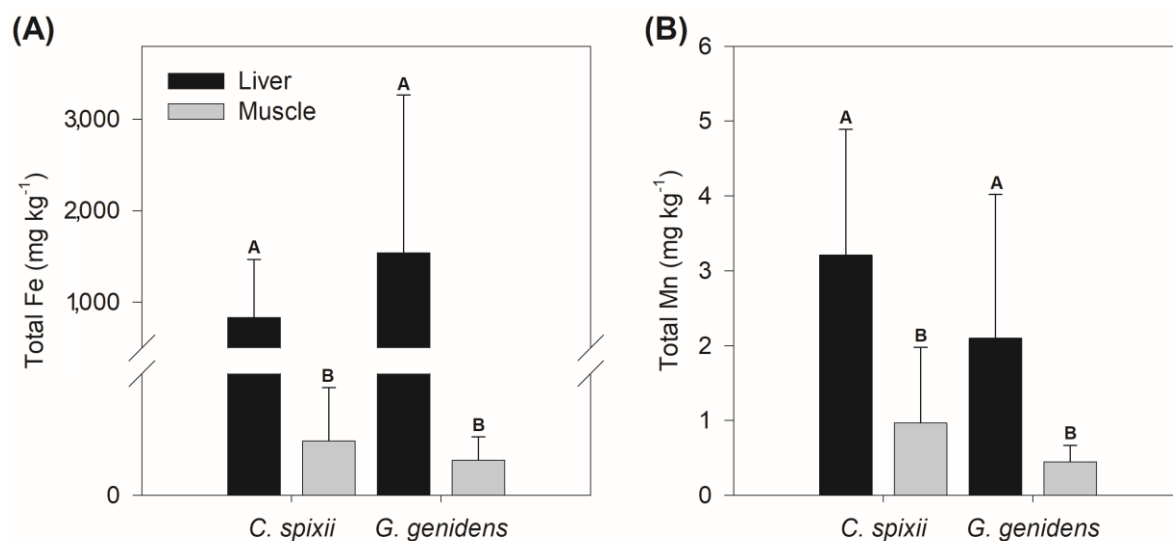 (A)
Total Fe (mg kg⁻¹)
3,000
2,000
1,000
0
Liver
Muscle
A
B
A
B
C. spixii
G. genidens
(B)
Total Mn (mg kg⁻¹)
6
5
4
3
2
1
0
A
B
A
B
C. spixii
G. genidens